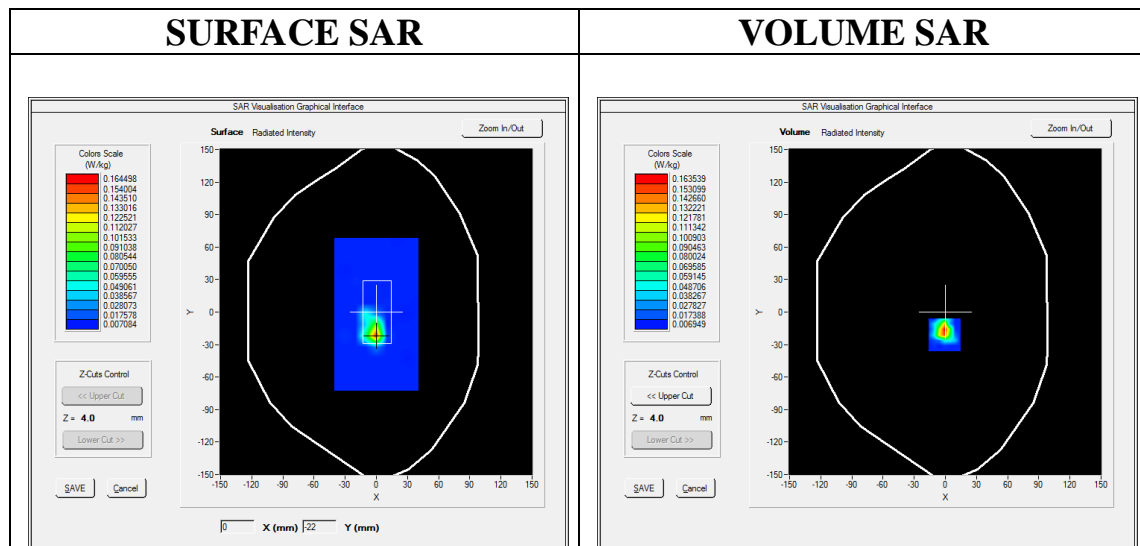 SURFACE SAR
SAR Visualisation Graphical Interface
Surface Radiated Intensity
Zoom In/Out
Colors Scale
(W/kg)
0.164498
0.154004
0.143510
0.133016
0.122521
0.112027
0.101533
0.091038
0.080544
0.070050
0.059555
0.049061
0.038567
0.028073
0.017578
0.007084
150
120
90
60
30
0
-30
-60
-90
-120
-150
Y
-150 -120 -90 -60 -30 0 30 60 90 120 150
X
Z-Cuts Control
<< Upper Cut
Z = 4.0 mm
Lower Cut >>
SAVE Cancel
0 X (mm) -22 Y (mm)
VOLUME SAR
SAR Visualisation Graphical Interface
Volume Radiated Intensity
Zoom In/Out
Colors Scale
(W/kg)
0.163539
0.153099
0.142660
0.132221
0.121781
0.111342
0.100903
0.090463
0.080024
0.069585
0.059145
0.048706
0.038267
0.027827
0.017388
0.006949
150
120
90
60
30
0
-30
-60
-90
-120
-150
Y
-150 -120 -90 -60 -30 0 30 60 90 120 150
X
Z-Cuts Control
<< Upper Cut
Z = 4.0 mm
Lower Cut >>
SAVE Cancel